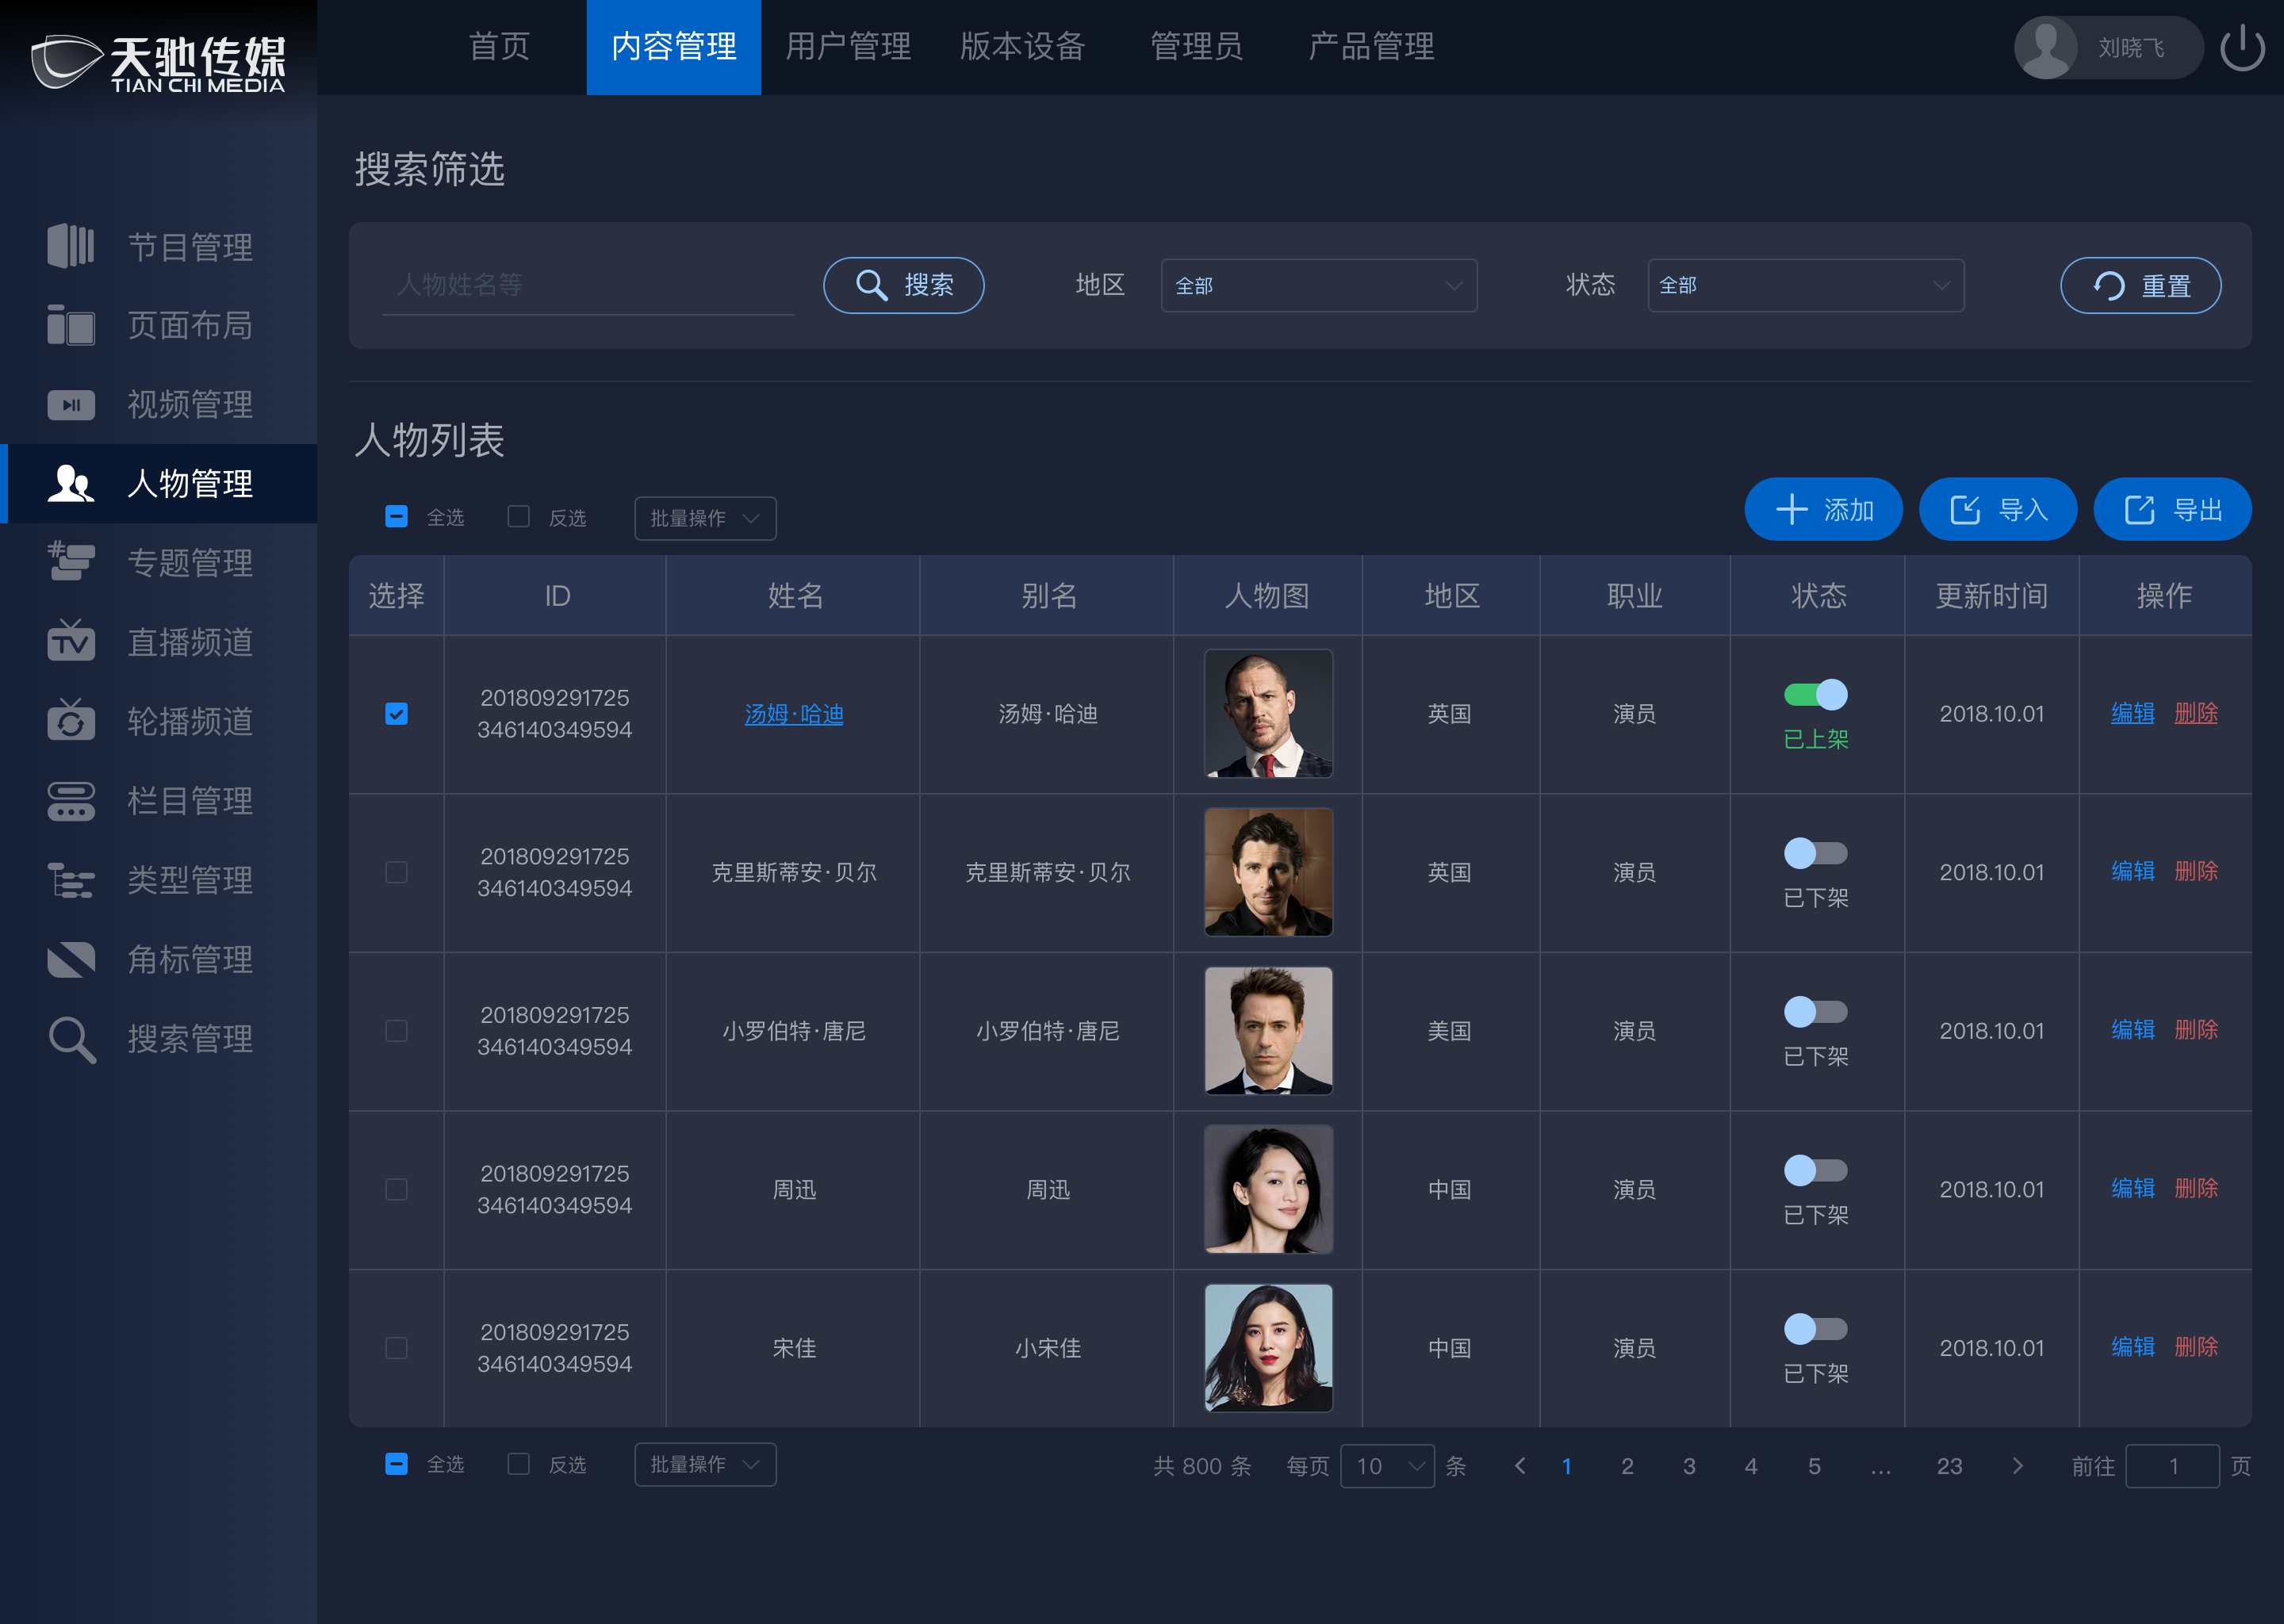 天驰传媒
TIAN CHI MEDIA
首页 内容管理 用户管理 版本设备 管理员 产品管理 刘晓飞
节目管理
页面布局
视频管理
人物管理
专题管理
TV 直播频道
轮播频道
栏目管理
类型管理
角标管理
搜索管理
搜索筛选
人物姓名等 搜索 地区 全部 状态 全部 重置
人物列表
全选 反选 批量操作 添加 导入 导出
选择 ID 姓名 别名 人物图 地区 职业 状态 更新时间 操作
201809291725
346140349594
汤姆·哈迪 汤姆·哈迪 英国 演员 已上架 2018.10.01 编辑 删除
201809291725
346140349594
克里斯蒂安·贝尔 克里斯蒂安·贝尔 英国 演员 已下架 2018.10.01 编辑 删除
201809291725
346140349594
小罗伯特·唐尼 小罗伯特·唐尼 美国 演员 已下架 2018.10.01 编辑 删除
201809291725
346140349594
周迅 周迅 中国 演员 已下架 2018.10.01 编辑 删除
201809291725
346140349594
宋佳 小宋佳 中国 演员 已下架 2018.10.01 编辑 删除
全选 反选 批量操作 共 800 条 每页 10 条 1 2 3 4 5 ... 23 前往 1 页